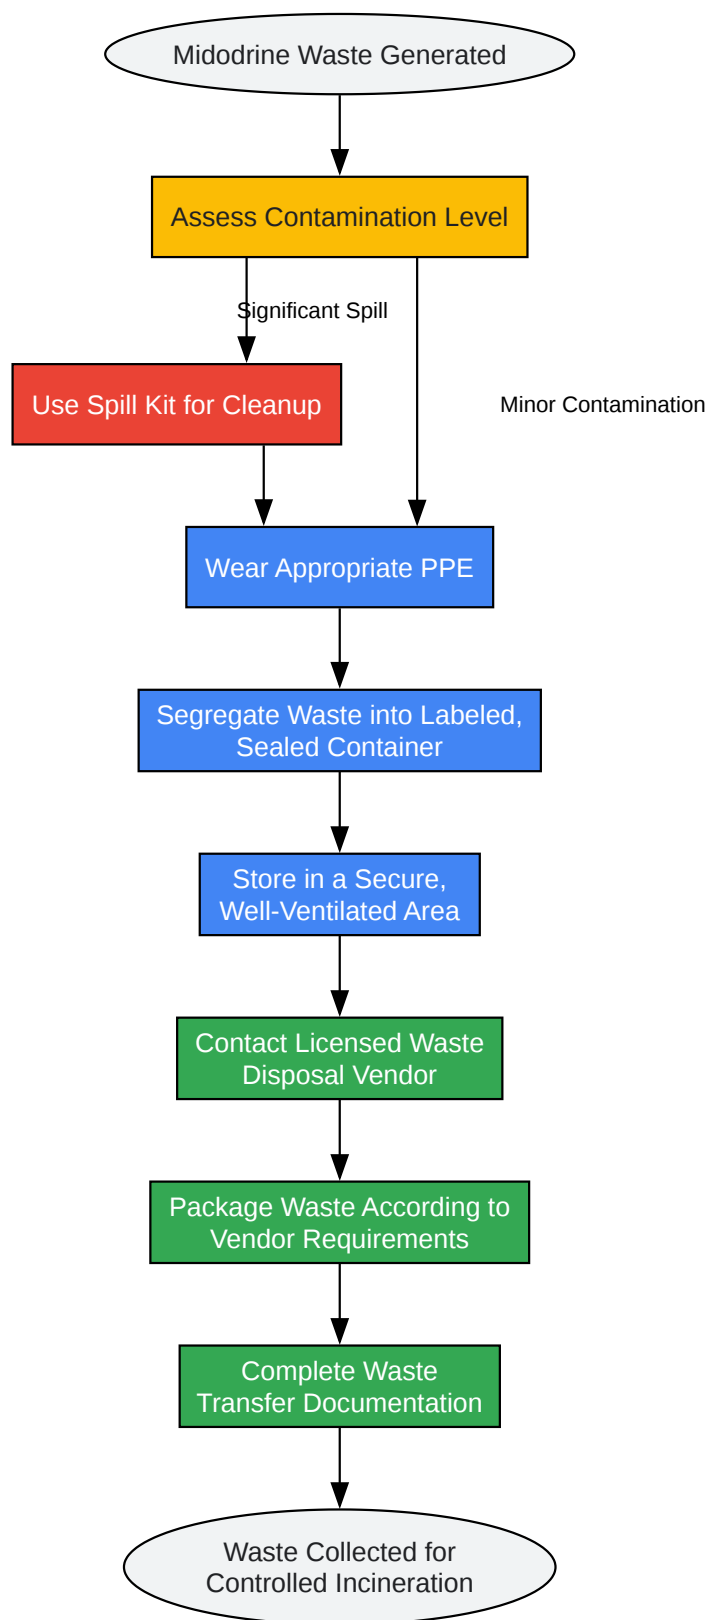 Midodrine Waste Generated
Assess Contamination Level
Significant Spill
Use Spill Kit for Cleanup
Minor Contamination
Wear Appropriate PPE
Segregate Waste into Labeled,
Sealed Container
Store in a Secure,
Well-Ventilated Area
Contact Licensed Waste
Disposal Vendor
Package Waste According to
Vendor Requirements
Complete Waste
Transfer Documentation
Waste Collected for
Controlled Incineration